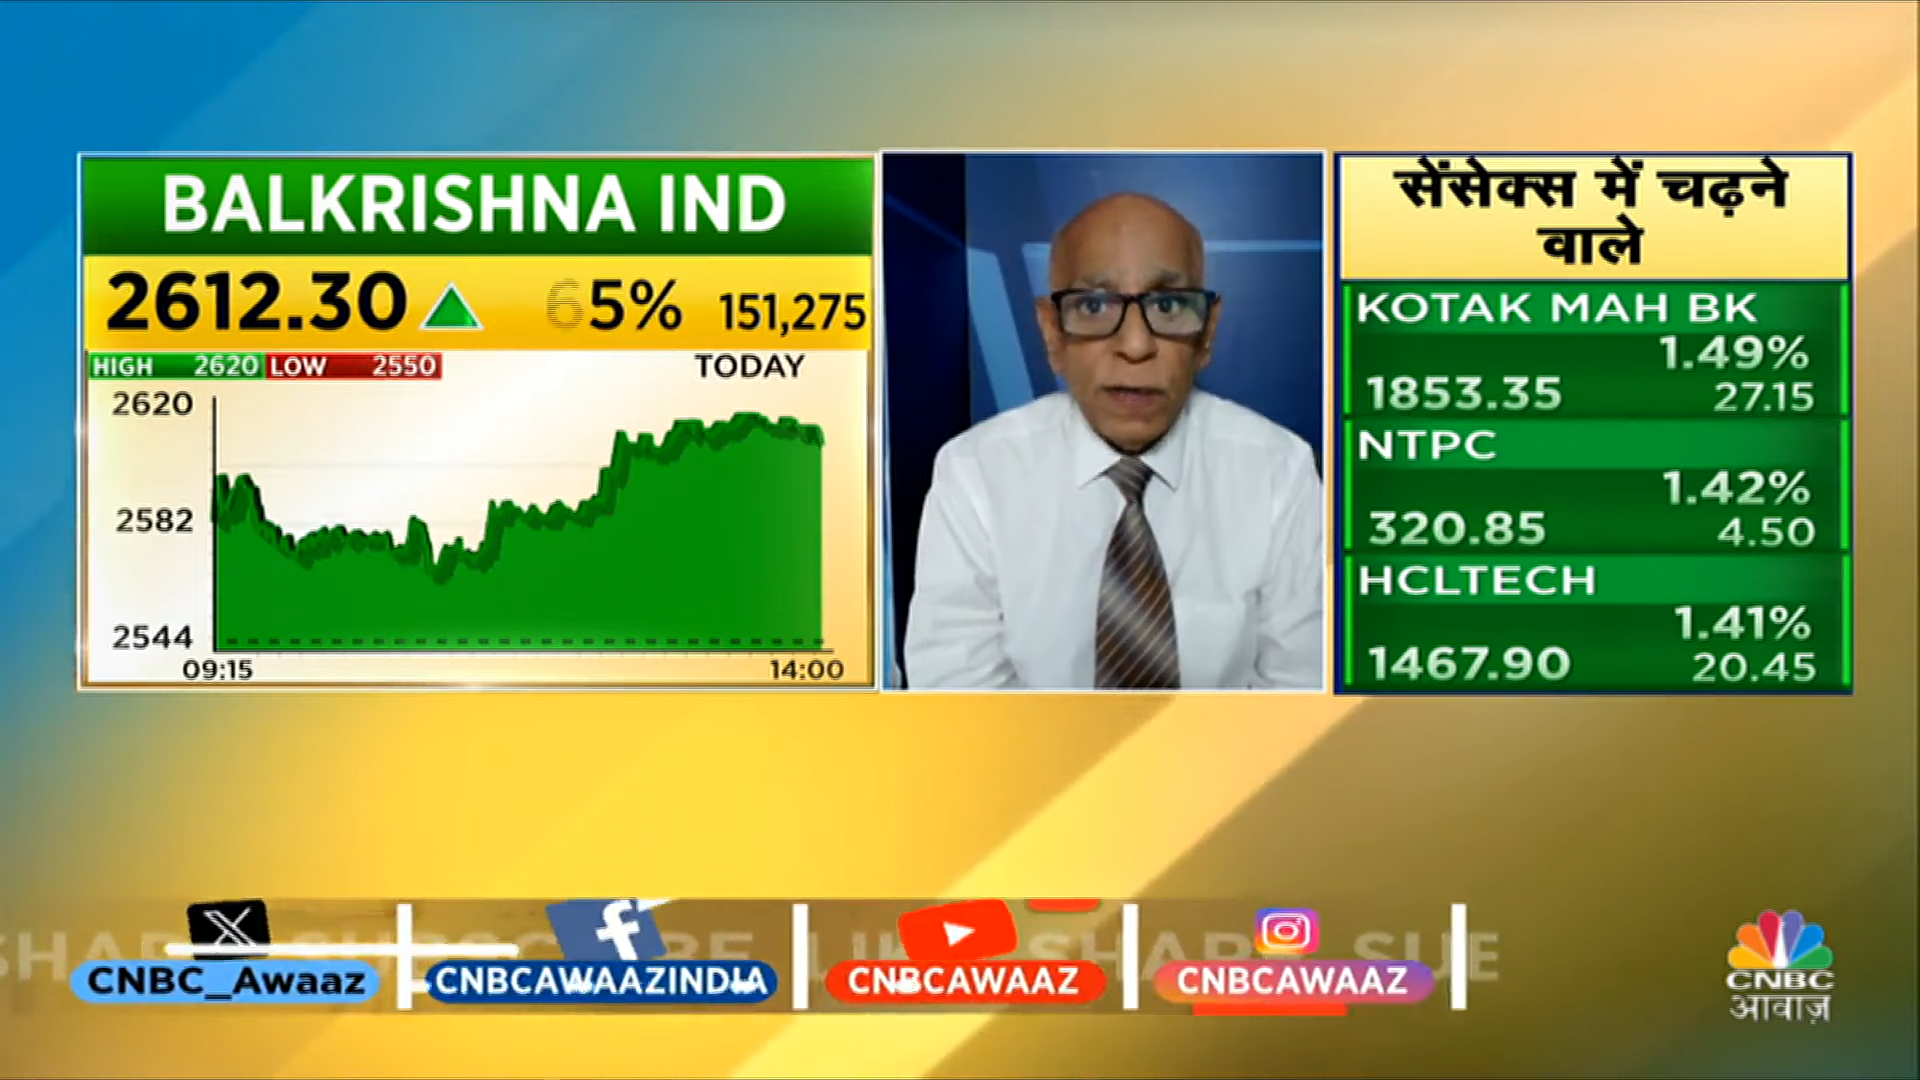 BALKRISHNA IND
2612.30 5% 151,275
HIGH 2620 LOW 2550 TODAY
2620
2582
2544
09:15 14:00
सेंसेक्स में चढ़ने
वाले
KOTAK MAH BK
1.49%
1853.35 27.15
NTPC
1.42%
320.85 4.50
HCLTECH
1.41%
1467.90 20.45
CNBC_Awaaz
CNBCAWAAZINDIA
CNBCAWAAZ
CNBCAWAAZ
CNBC
आवाज़